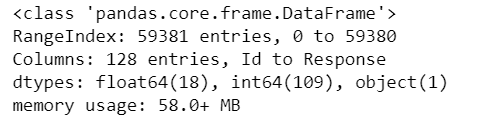 <class 'pandas.core.frame.DataFrame'>
RangeIndex: 59381 entries, 0 to 59380
Columns: 128 entries, Id to Response
dtypes: float64(18), int64(109), object(1)
memory usage: 58.0+ MB